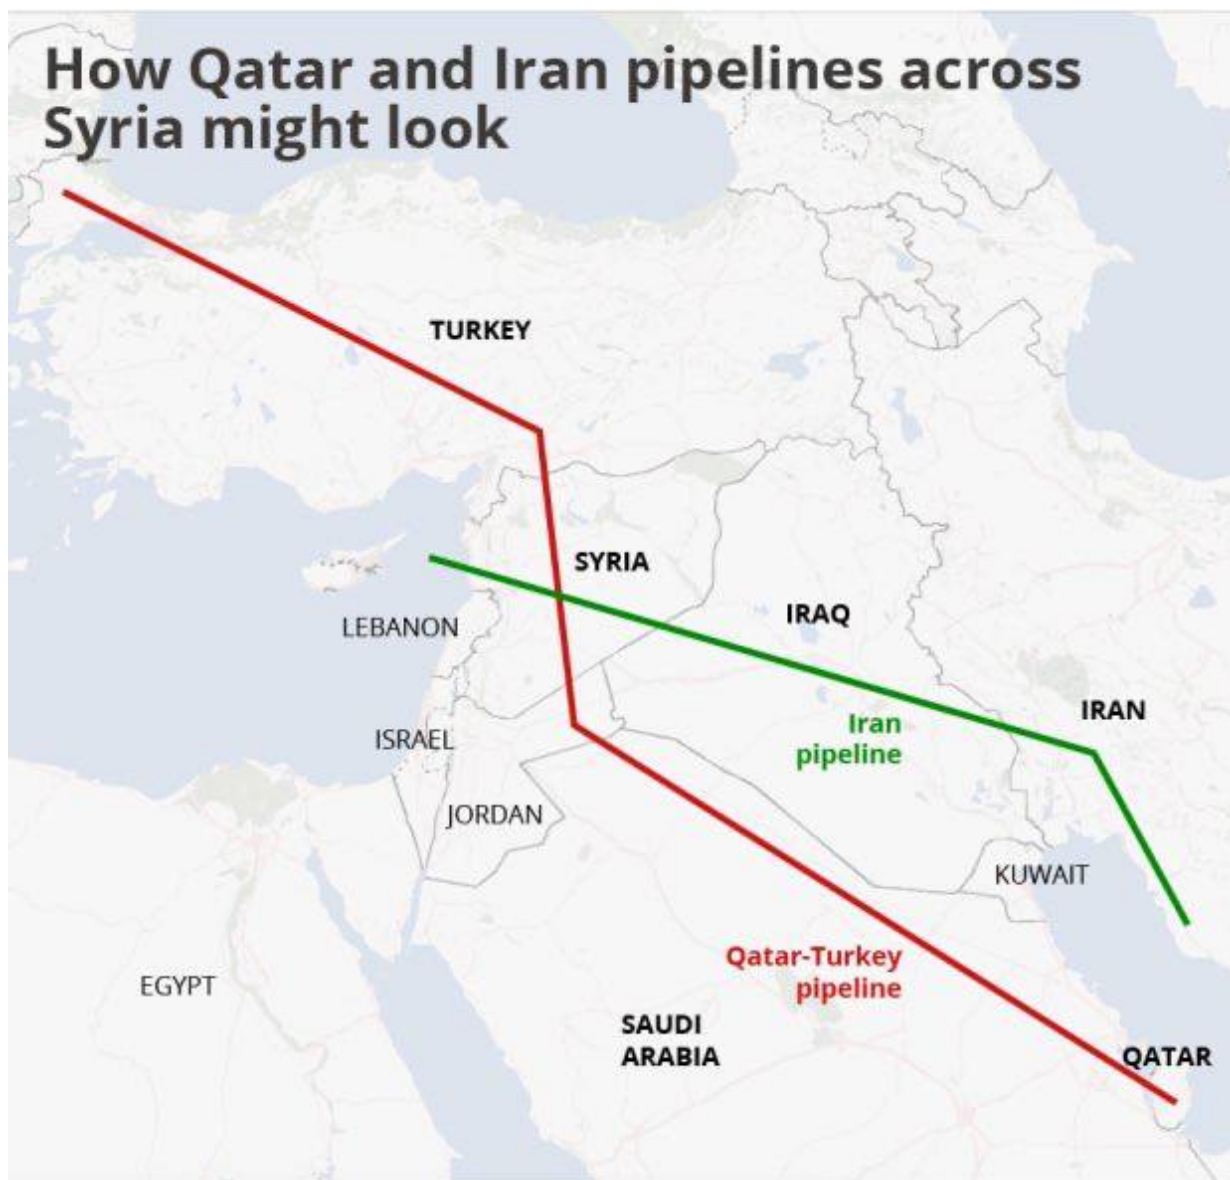 How Qatar and Iran pipelines across
Syria might look
TURKEY
SYRIA
LEBANON
IRAQ
IRAN
Iran
pipeline
ISRAEL
JORDAN
KUWAIT
EGYPT
Qatar-Turkey
pipeline
SAUDI
ARABIA
QATAR